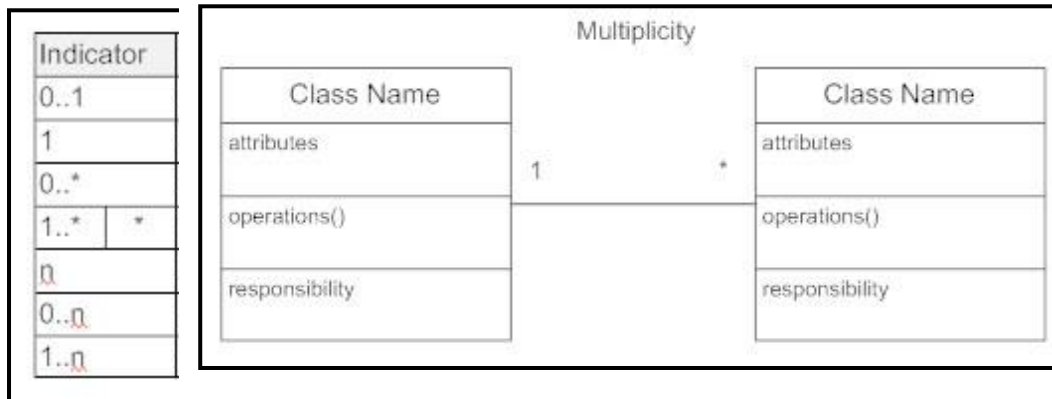 Indicator
0..1
1
0..*
1..* *
n
0..n
1..n
Multiplicity
Class Name Class Name
attributes attributes
1 *
operations() operations()
responsibility responsibility